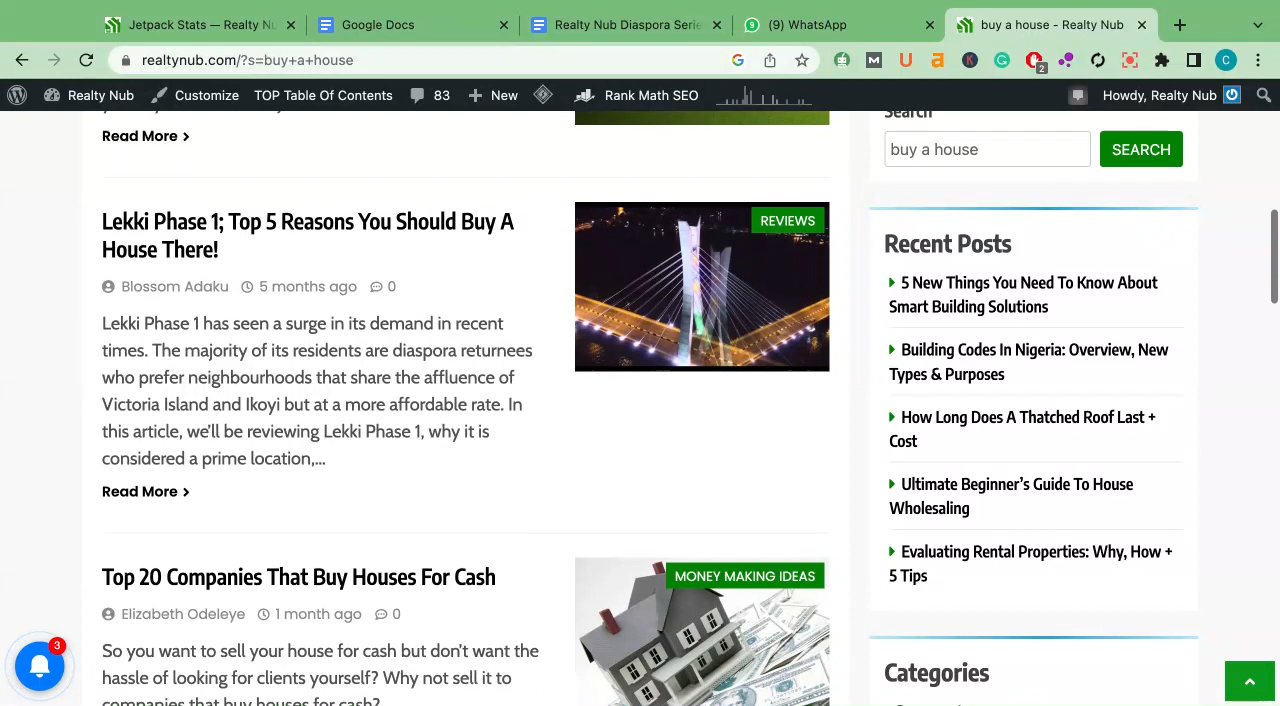 Jetpack Stats — Realty Nu
Google Docs
Realty Nub Diaspora Serie
(9) WhatsApp
buy a house - Realty Nub
realtynub.com/?s=buy+a+house
2
C
Realty Nub
Customize
TOP Table Of Contents
83
New
Rank Math SEO
Howdy, Realty Nub
Read More
Lekki Phase 1; Top 5 Reasons You Should Buy A
House There!
Blossom Adaku
5 months ago
0
Lekki Phase 1 has seen a surge in its demand in recent
times. The majority of its residents are diaspora returnees
who prefer neighbourhoods that share the affluence of
Victoria Island and Ikoyi but at a more affordable rate. In
this article, we’ll be reviewing Lekki Phase 1, why it is
considered a prime location,…
Read More
REVIEWS
Top 20 Companies That Buy Houses For Cash
Elizabeth Odeleye
1 month ago
0
So you want to sell your house for cash but don’t want the
hassle of looking for clients yourself? Why not sell it to
companies that buy houses for cash?
MONEY MAKING IDEAS
3
Search
buy a house
SEARCH
Recent Posts
5 New Things You Need To Know About
Smart Building Solutions
Building Codes In Nigeria: Overview, New
Types & Purposes
How Long Does A Thatched Roof Last +
Cost
Ultimate Beginner’s Guide To House
Wholesaling
Evaluating Rental Properties: Why, How +
5 Tips
Categories